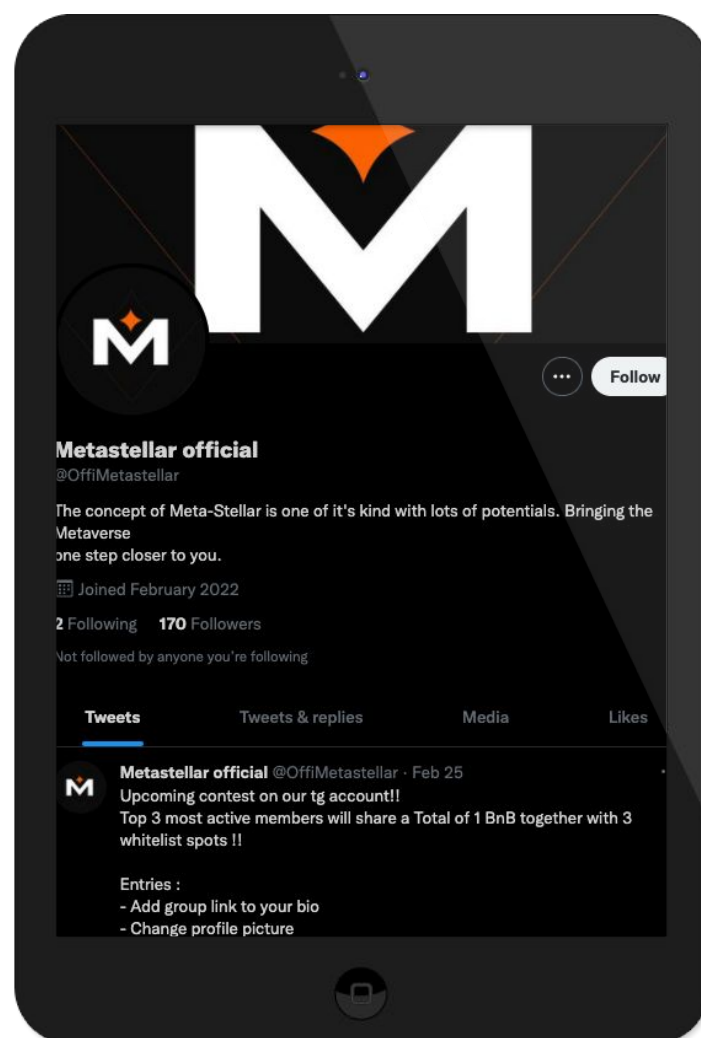 M
M
Follow
Metastellar official
@OffiMetastellar
The concept of Meta-Stellar is one of it's kind with lots of potentials. Bringing the
Metaverse
one step closer to you.
Joined February 2022
2 Following 170 Followers
Not followed by anyone you're following
Tweets Tweets & replies Media Likes
M
Metastellar official @OffiMetastellar · Feb 25
Upcoming contest on our tg account!!
Top 3 most active members will share a Total of 1 BnB together with 3
whitelist spots !!
Entries :
- Add group link to your bio
- Change profile picture